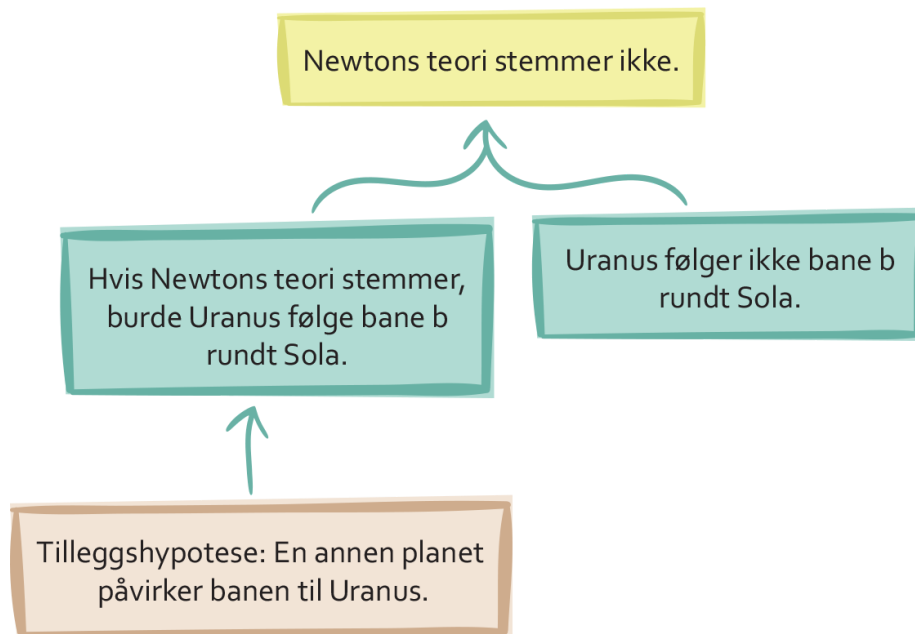 Newtons teori stemmer ikke.
Hvis Newtons teori stemmer,
burde Uranus følge bane b
rundt Sola.
Uranus følger ikke bane b
rundt Sola.
Tilleggshypotese: En annen planet
påvirker banen til Uranus.